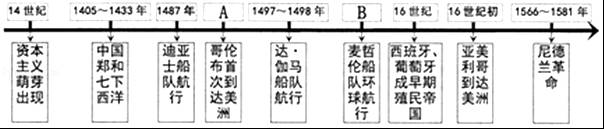 14世纪
1405～1433年
1487年
A
1497～1498年
B
16世纪
16世纪初
1566～1581年
资本
主义
萌芽
出现
中国
郑和
七下
西洋
迪亚
士船
队航
行
哥伦
布首
次到
达美
洲
达·
伽马
船队
航行
麦哲
伦船
队环
球航
行
西班牙、
葡萄牙
成早期
殖民帝
国
亚美
利哥
到达
美洲
尼德
兰革
命